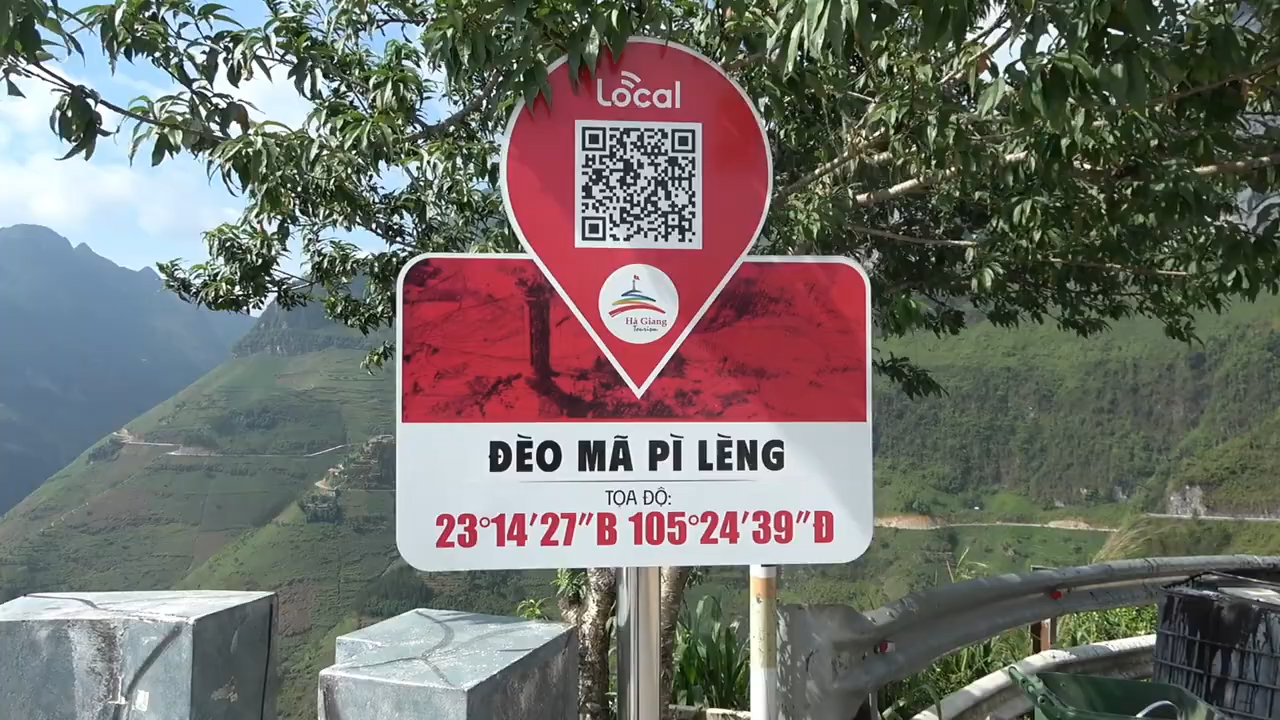 Local
Hà Giang
Tourism
ĐÈO MÃ PÌ LÈNG
TỌA ĐỘ:
23°14'27"B 105°24'39"Đ